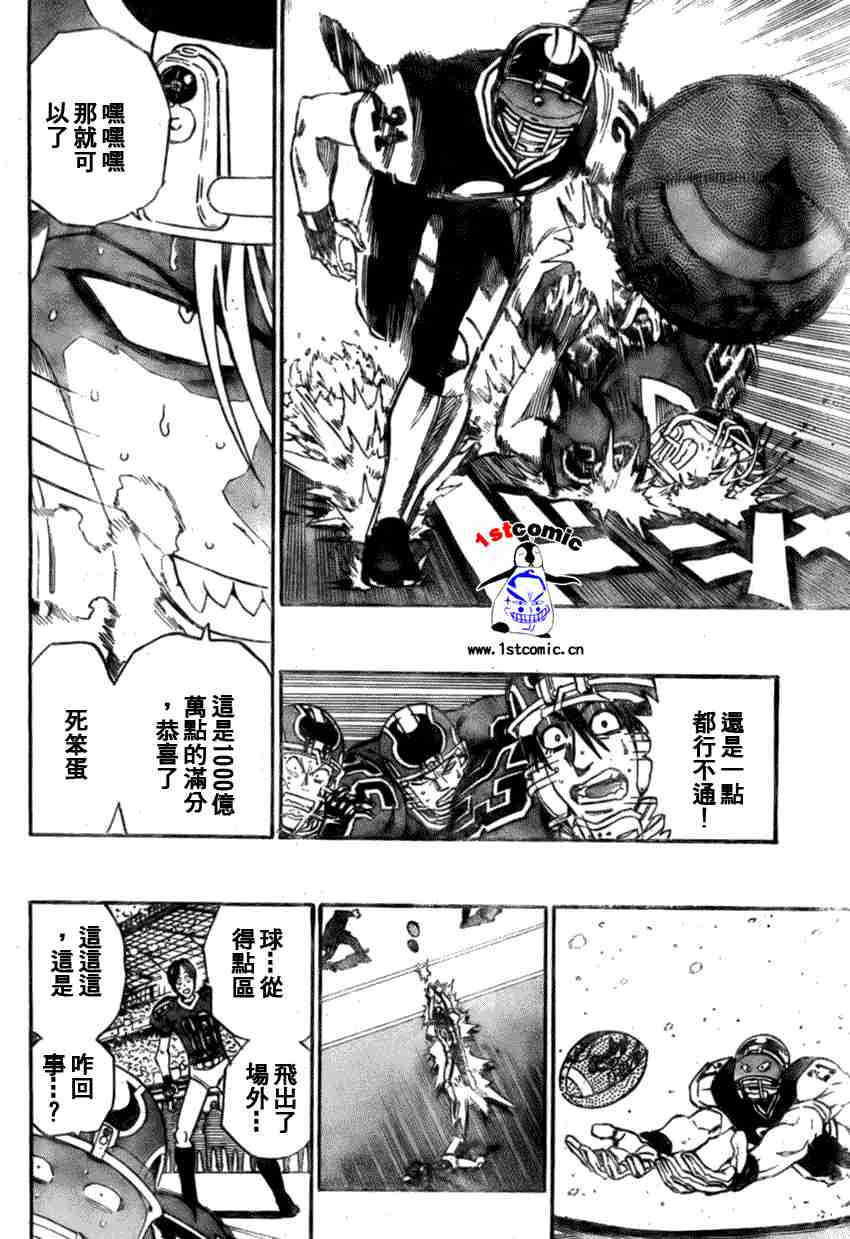 21
1stcomic
www.1stcomic.cn
還是一點
都行不通！
嘿嘿嘿
那就可
以了
這是1000億
萬點的滿分
，恭喜了
死笨蛋
球…從
得點區
飛出了
場外…
這這這
，這是
咋回
事…?